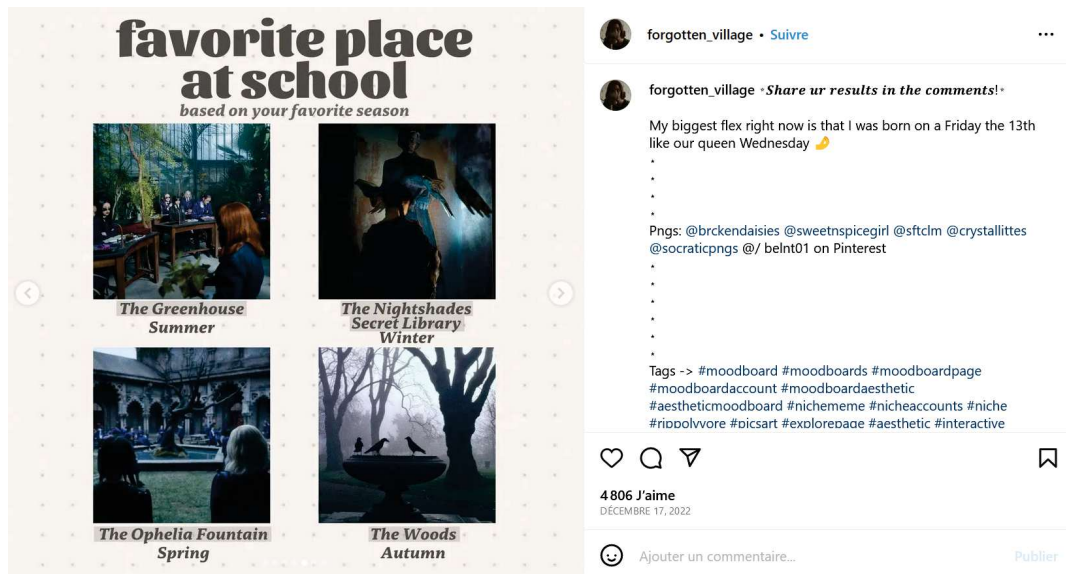 favorite place
at school
based on your favorite season
The Greenhouse
Summer
The Nightshades
Secret Library
Winter
The Ophelia Fountain
Spring
The Woods
Autumn
forgotten_village • Suivre
forgotten_village ⋆𝑺𝒉𝒂𝒓𝒆 𝒖𝒓 𝒓𝒆𝒔𝒖𝒍𝒕𝒔 𝒊𝒏 𝒕𝒉𝒆 𝒄𝒐𝒎𝒎𝒆𝒏𝒕𝒔!⋆
My biggest flex right now is that I was born on a Friday the 13th
like our queen Wednesday 🤌
⋆
⋆
⋆
⋆
Pngs: @brckendaisies @sweetnspicegirl @sftclm @crystallittes
@socraticpngs @/ belnt01 on Pinterest
⋆
⋆
⋆
⋆
⋆
⋆
Tags -> #moodboard #moodboards #moodboardpage
#moodboardaccount #moodboardaesthetic
#aestheticmoodboard #nichememe #nicheaccounts #niche
#rippolyvore #picsart #explorepage #aesthetic #interactive
4 806 J’aime
DÉCEMBRE 17, 2022
Ajouter un commentaire...
Publier